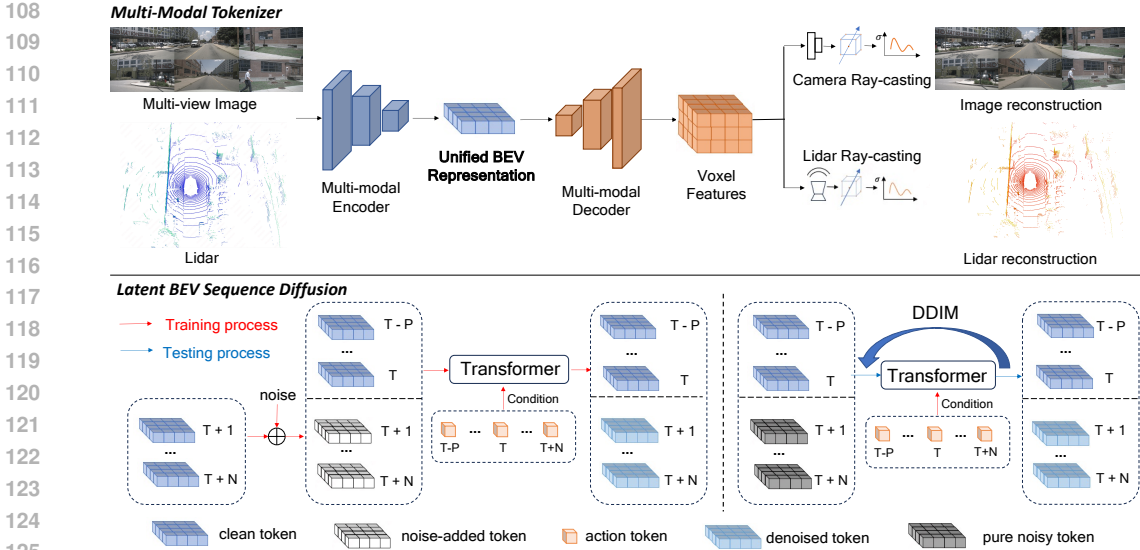 108
109
110
111
112
113
114
115
116
117
118
119
120
121
122
123
124
125
Multi-Modal Tokenizer
Multi-view Image
Lidar
Multi-modal
Encoder
Unified BEV
Representation
Multi-modal
Decoder
Voxel
Features
σ
Camera Ray-casting
Lidar Ray-casting
σ
Image reconstruction
Lidar reconstruction
Latent BEV Sequence Diffusion
Training process
Testing process
T + 1
...
T + N
noise
T - P
...
T
T + 1
...
T + N
Transformer
Condition
... ...
T-P T T+N
T - P
...
T
T + 1
...
T + N
T - P
...
T
T + 1
...
T + N
DDIM
Transformer
Condition
... ...
T-P T T+N
T - P
...
T
T + 1
...
T + N
clean token
noise-added token
action token
denoised token
pure noisy token